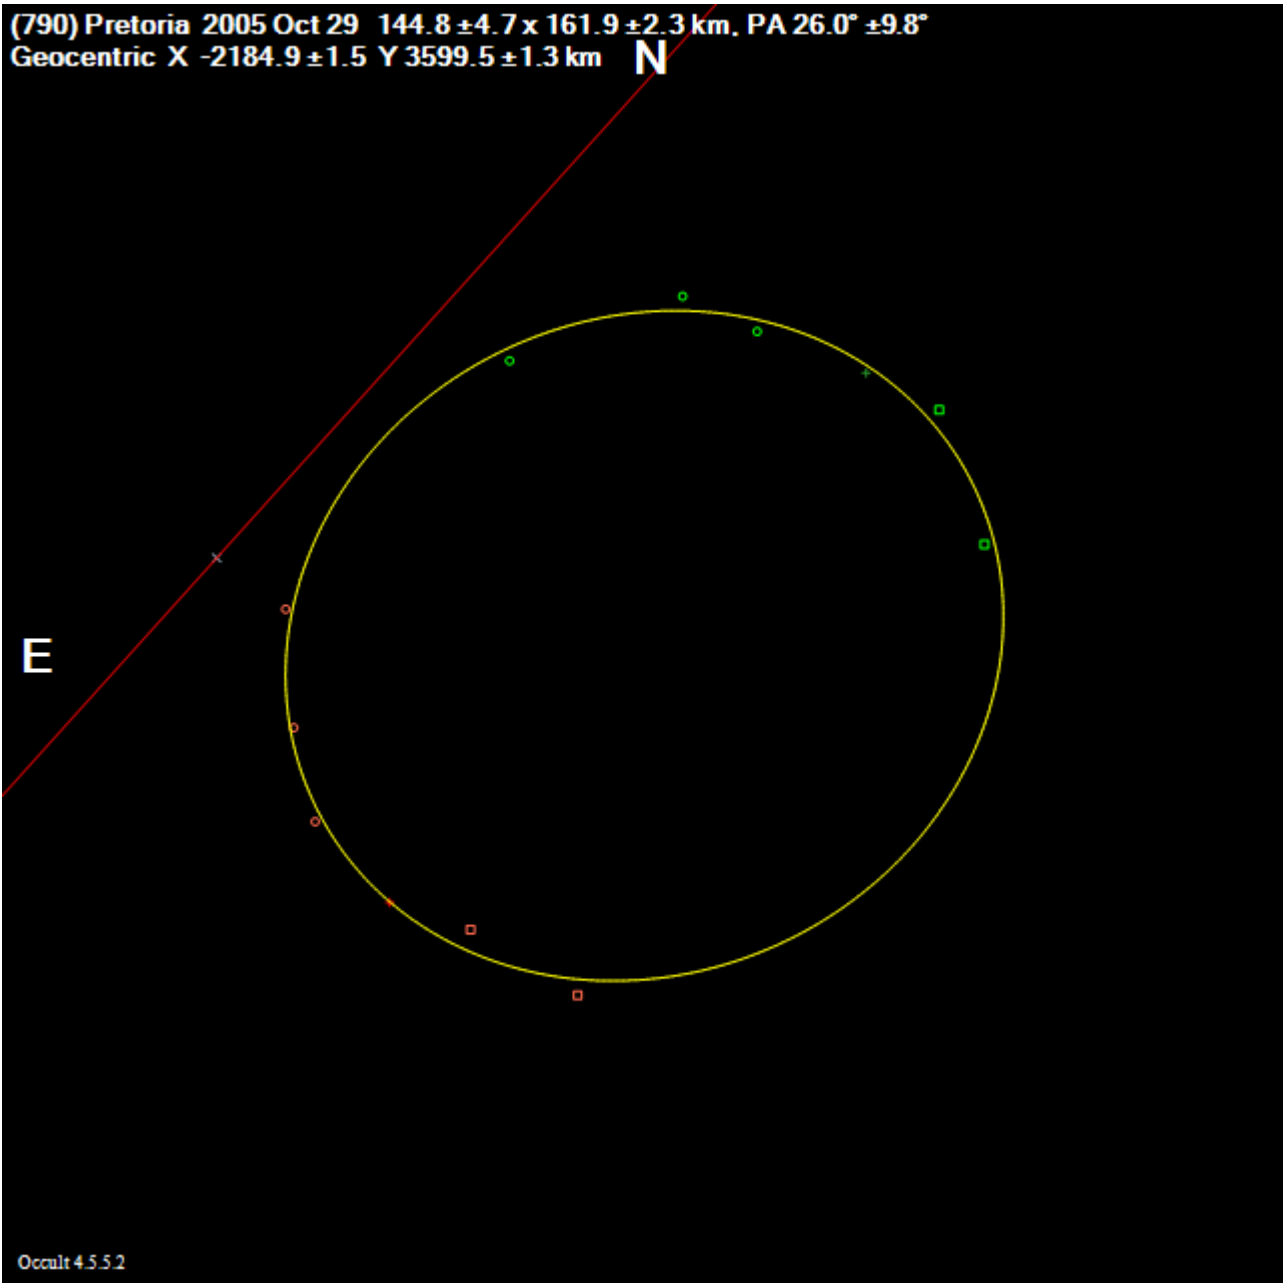 (790) Pretoria 2005 Oct 29 144.8 ±4.7 x 161.9 ±2.3 km, PA 26.0° ±9.8°
Geocentric X -2184.9 ±1.5 Y 3599.5 ±1.3 km
N
E
Occult 4.5.5.2